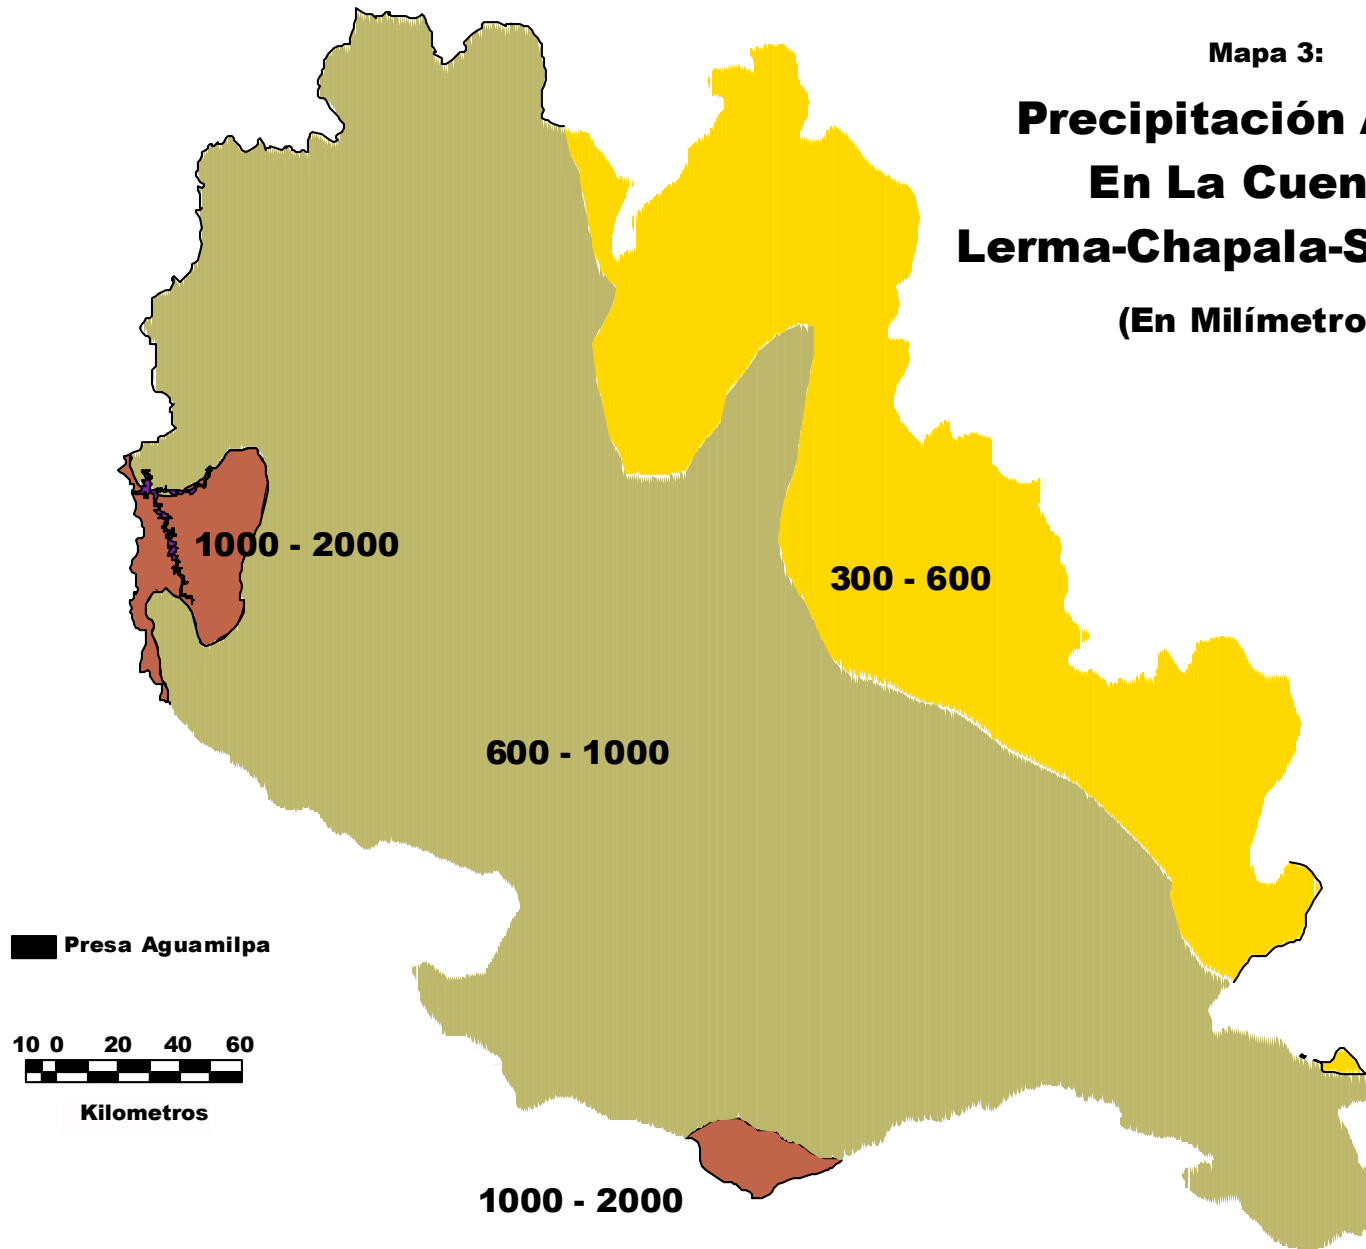 Mapa 3:
Precipitación
En La Cuen
Lerma-Chapala-S
(En Milímetro
1000 - 2000
300 - 600
600 - 1000
Presa Aguamilpa
10 0 20 40 60
Kilometros
1000 - 2000